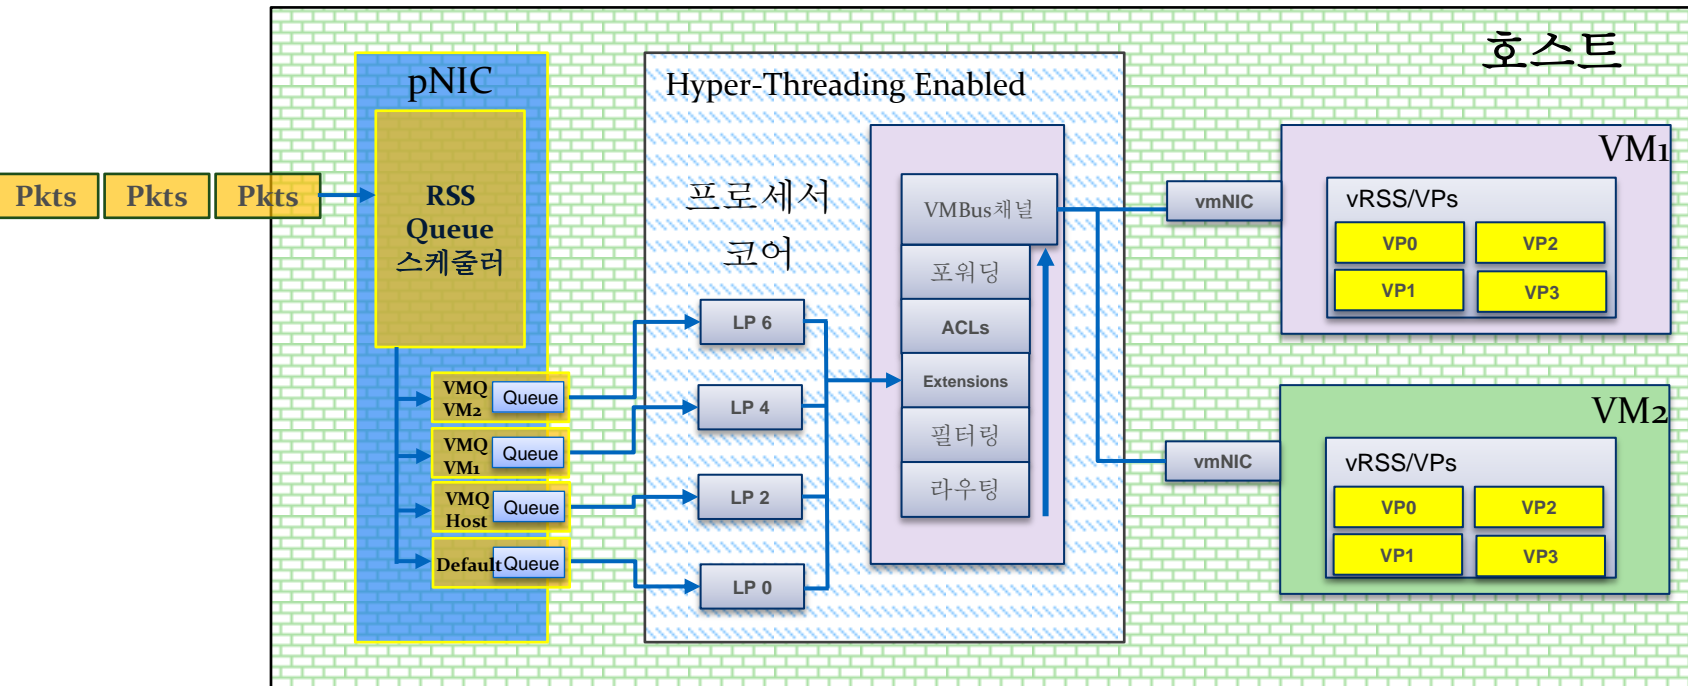 호스트
pNIC
Hyper-Threading Enabled
Pkts
Pkts
Pkts
RSS
Queue
스케줄러
VMQ
VM2
Queue
VMQ
VM1
Queue
VMQ
Host
Queue
Default
Queue
프로세서
코어
LP 6
LP 4
LP 2
LP 0
VMBus채널
포워딩
ACLs
Extensions
필터링
라우팅
vmNIC
VM1
vRSS/VPs
VP0
VP2
VP1
VP3
vmNIC
VM2
vRSS/VPs
VP0
VP2
VP1
VP3